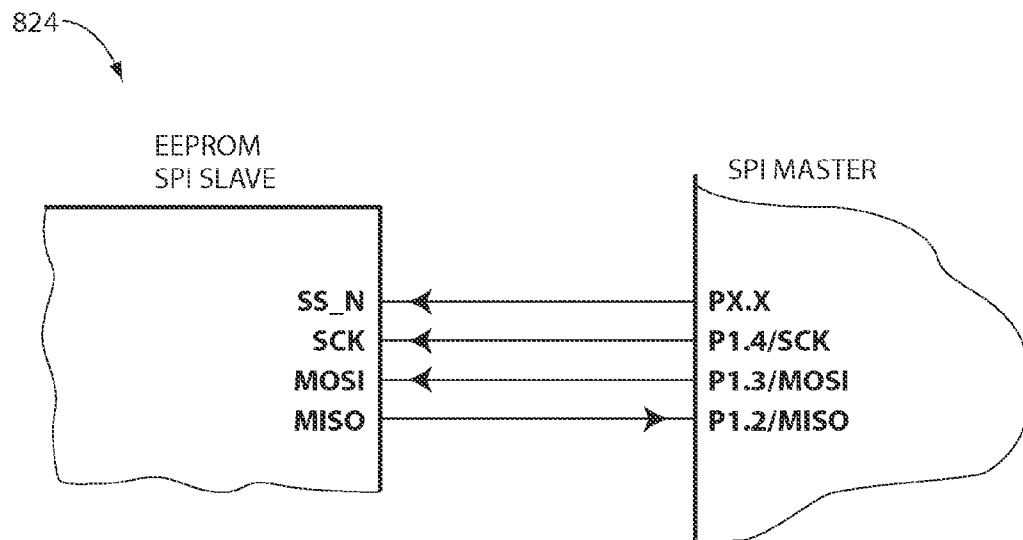 824
EEPROM
SPI SLAVE
SPI MASTER
SS_N
PX.X
SCK
P1.4/SCK
MOSI
P1.3/MOSI
MISO
P1.2/MISO